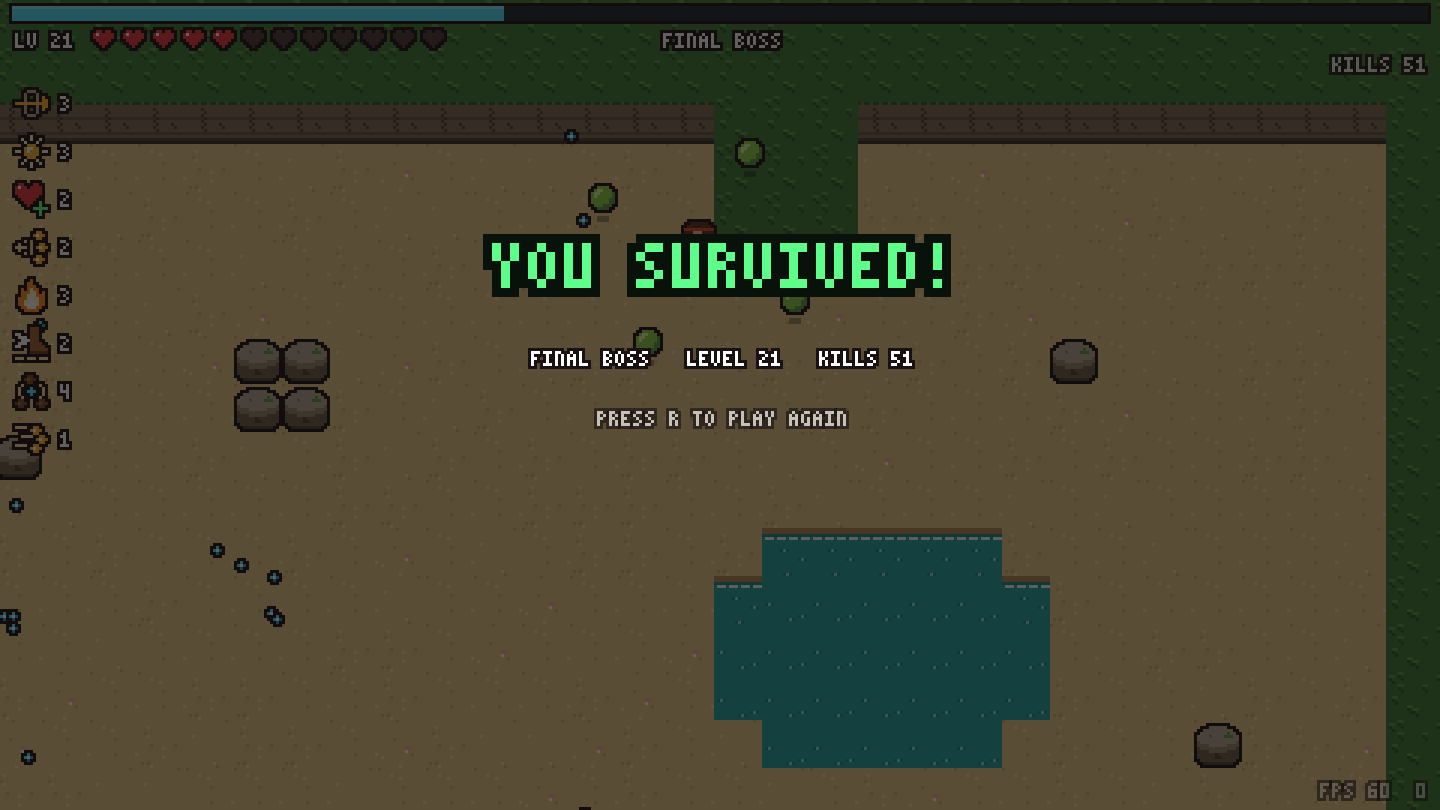 LV 21
FINAL BOSS
KILLS 51
3
3
2
2
3
2
4
1
YOU SURVIVED!
FINAL BOSS LEVEL 21 KILLS 51
PRESS R TO PLAY AGAIN
FPS 60 0